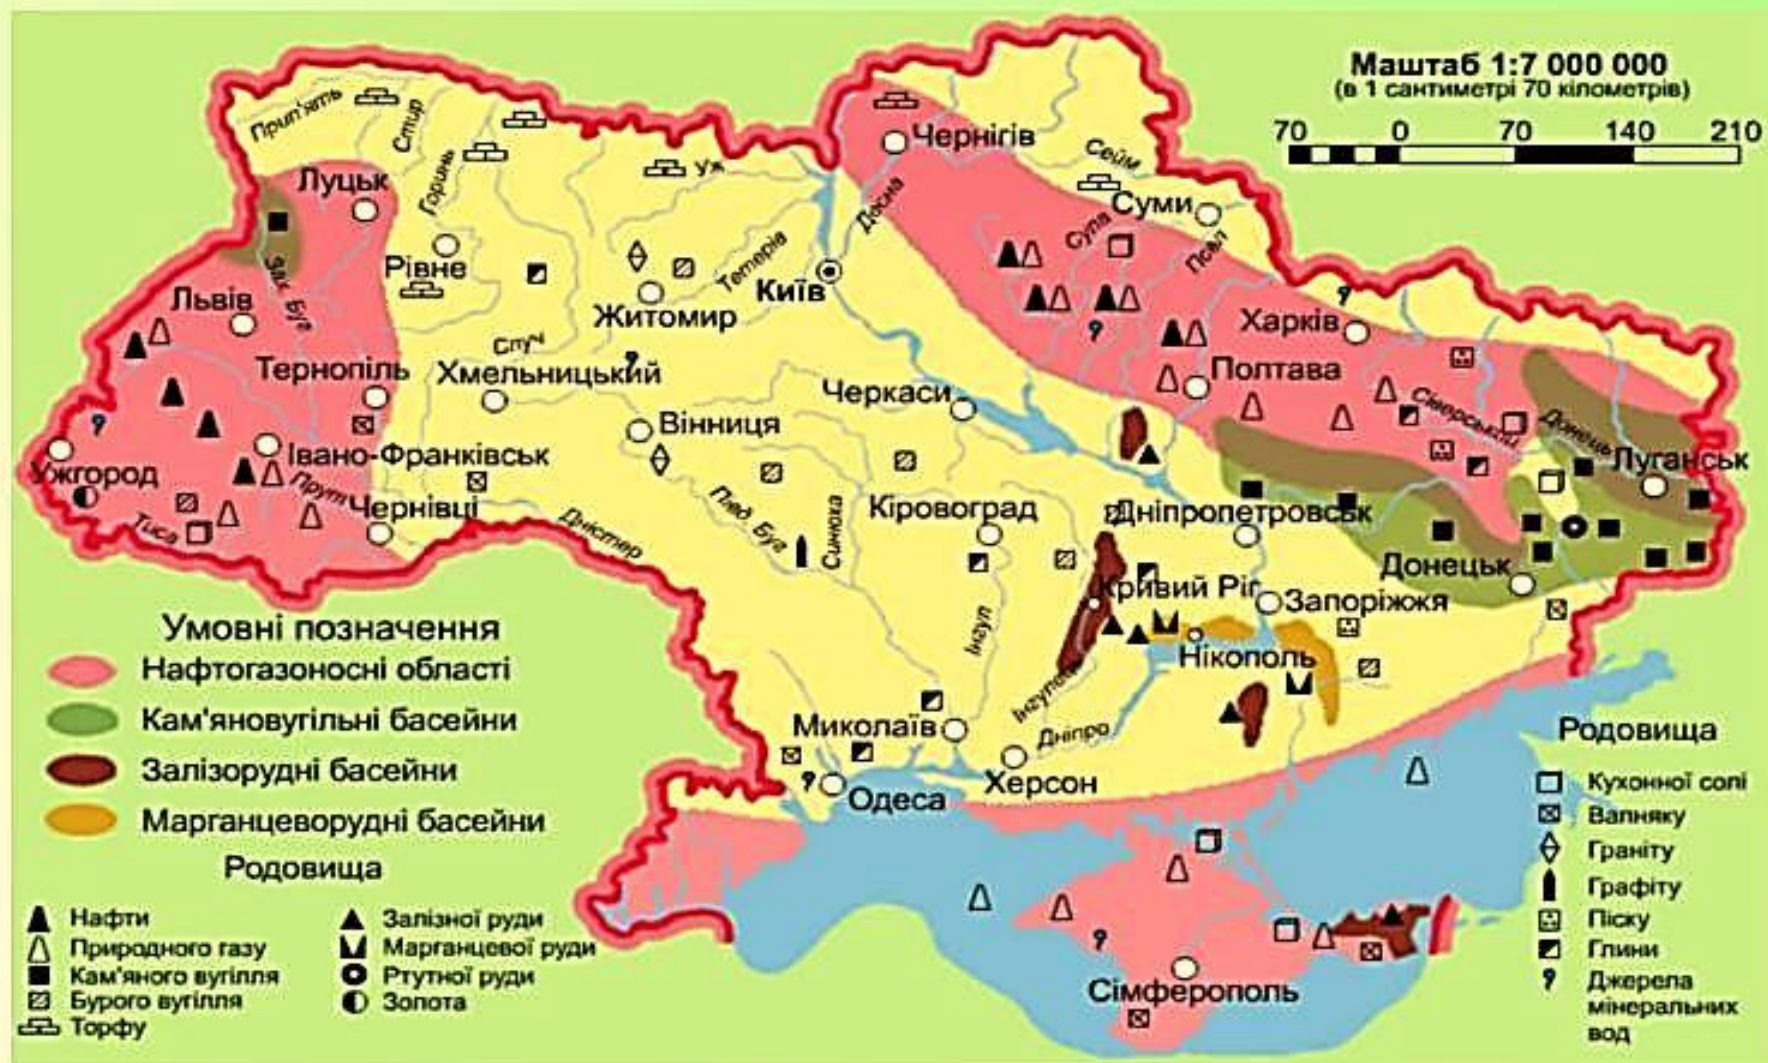 Маштаб 1:7 000 000
(в 1 сантиметрі 70 кілометрів)
70 0 70 140 210
Прип'ять
Стир
Горинь
Уж
Чернігів
Сейм
Десна
Луцьк
Суми
Сула
Псел
Рівне
Зах. Буг
Тетерів
Київ
Львів
Житомир
Харків
Случ
Тернопіль
Хмельницький
Полтава
Черкаси
Вінниця
Сіверський
Донець
Луганськ
Ужгород
Івано-Франківськ
Прут
Чернівці
Тиса
Дністер
Півд. Буг
Синюха
Кіровоград
Дніпропетровськ
Донецьк
Кривий Ріг
Запоріжжя
Інгул
Нікополь
Інгулець
Миколаїв
Дніпро
Херсон
Одеса
Сімферополь
Умовні позначення
Нафтогазоносні області
Кам'яновугільні басейни
Залізорудні басейни
Марганцеворудні басейни
Родовища
Нафти
Природного газу
Кам'яного вугілля
Бурого вугілля
Торфу
Залізної руди
Марганцевої руди
Ртутної руди
Золота
Родовища
Кухонної солі
Вапняку
Граніту
Графіту
Піску
Глини
Джерела
мінеральних
вод